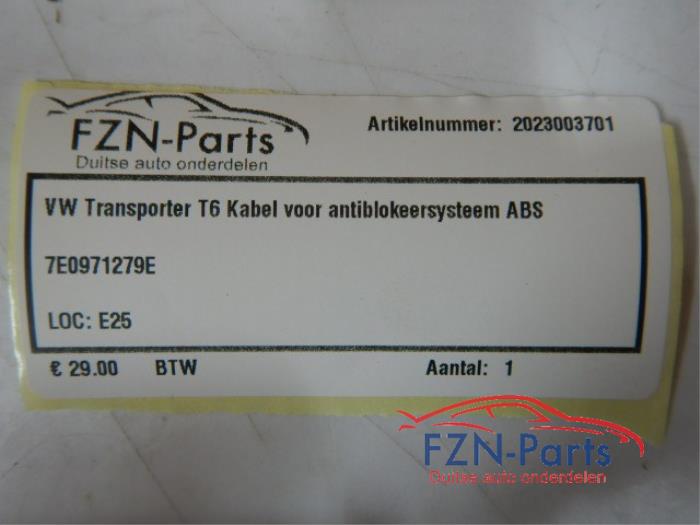 FZN-Parts
Duitse auto onderdelen
Artikelnummer: 2023003701
VW Transporter T6 Kabel voor antiblokeersysteem ABS
7E0971279E
LOC: E25
€ 29.00 BTW Aantal: 1
FZN-Parts
Duitse auto onderdelen